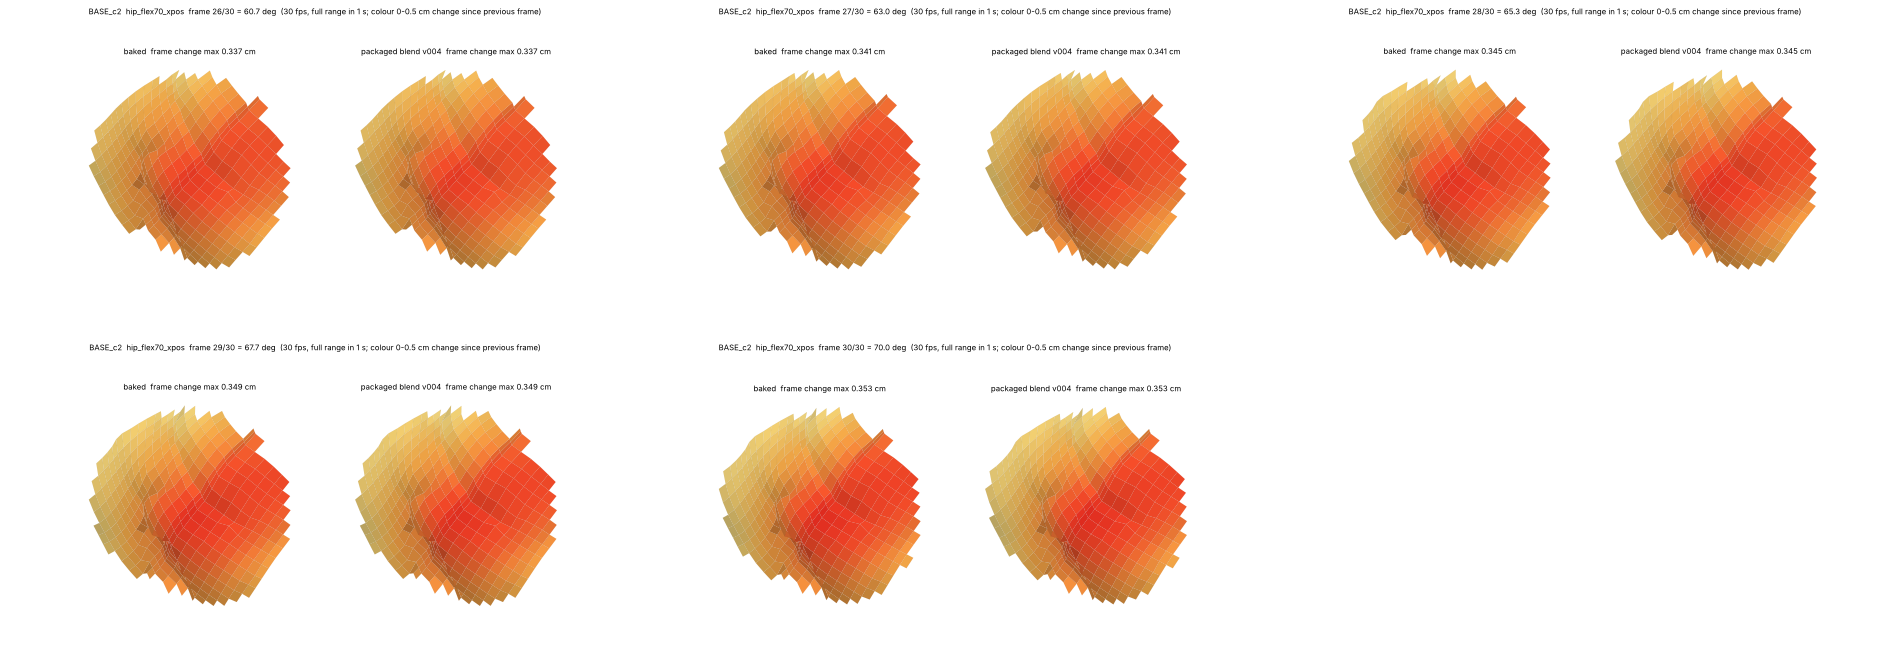 BASE_c2 hip_flex70_xpos frame 26/30 = 60.7 deg (30 fps, full range in 1 s; colour 0-0.5 cm change since previous frame)
baked frame change max 0.337 cm
packaged blend v004 frame change max 0.337 cm
BASE_c2 hip_flex70_xpos frame 27/30 = 63.0 deg (30 fps, full range in 1 s; colour 0-0.5 cm change since previous frame)
baked frame change max 0.341 cm
packaged blend v004 frame change max 0.341 cm
BASE_c2 hip_flex70_xpos frame 28/30 = 65.3 deg (30 fps, full range in 1 s; colour 0-0.5 cm change since previous frame)
baked frame change max 0.345 cm
packaged blend v004 frame change max 0.345 cm
BASE_c2 hip_flex70_xpos frame 29/30 = 67.7 deg (30 fps, full range in 1 s; colour 0-0.5 cm change since previous frame)
baked frame change max 0.349 cm
packaged blend v004 frame change max 0.349 cm
BASE_c2 hip_flex70_xpos frame 30/30 = 70.0 deg (30 fps, full range in 1 s; colour 0-0.5 cm change since previous frame)
baked frame change max 0.353 cm
packaged blend v004 frame change max 0.353 cm